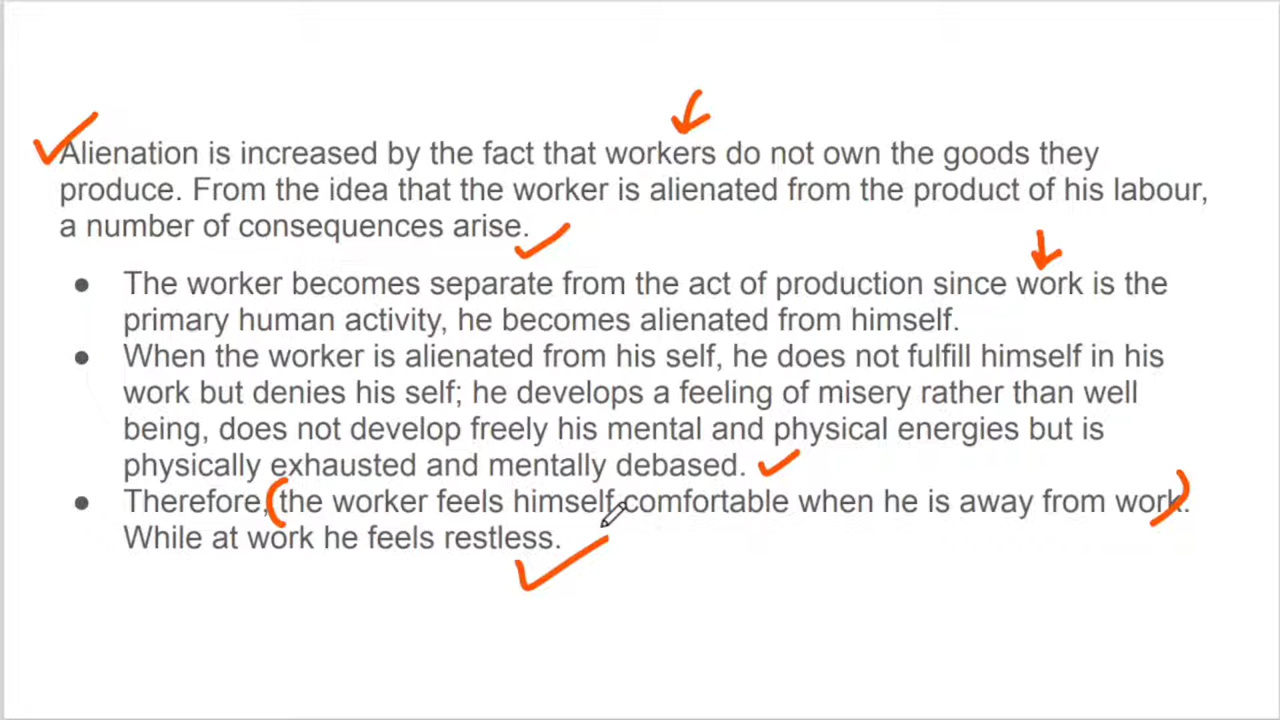 Alienation is increased by the fact that workers do not own the goods they
produce. From the idea that the worker is alienated from the product of his labour,
a number of consequences arise.
● The worker becomes separate from the act of production since work is the
primary human activity, he becomes alienated from himself.
● When the worker is alienated from his self, he does not fulfill himself in his
work but denies his self; he develops a feeling of misery rather than well
being, does not develop freely his mental and physical energies but is
physically exhausted and mentally debased.
● Therefore, the worker feels himself comfortable when he is away from work.
While at work he feels restless.